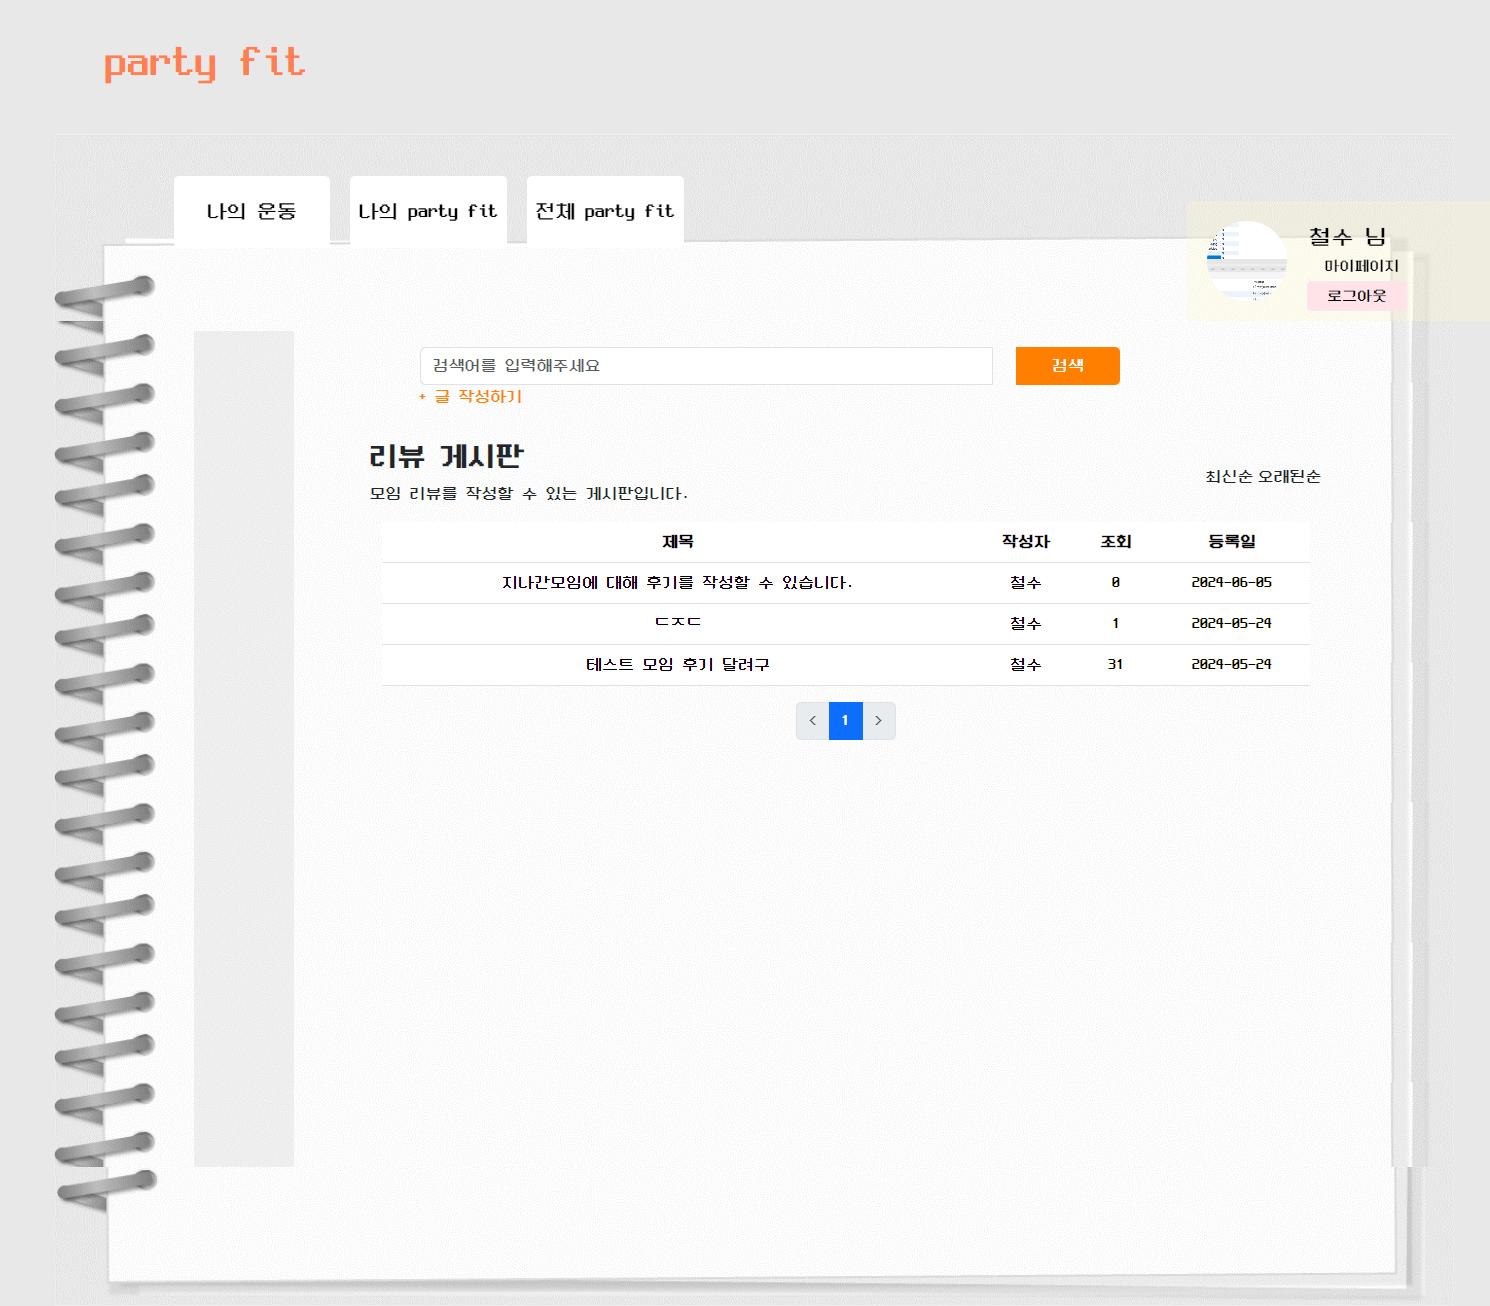 party fit
나의 운동
나의 party fit
전체 party fit
철수 님
마이페이지
로그아웃
검색어를 입력해주세요
검색
+ 글 작성하기
리뷰 게시판
모임 리뷰를 작성할 수 있는 게시판입니다.
최신순 오래된순
제목 작성자 조회 등록일
지나간모임에 대해 후기를 작성할 수 있습니다. 철수 0 2024-06-05
ㄷㅈㄷ 철수 1 2024-05-24
테스트 모임 후기 달려구 철수 31 2024-05-24
< 1 >